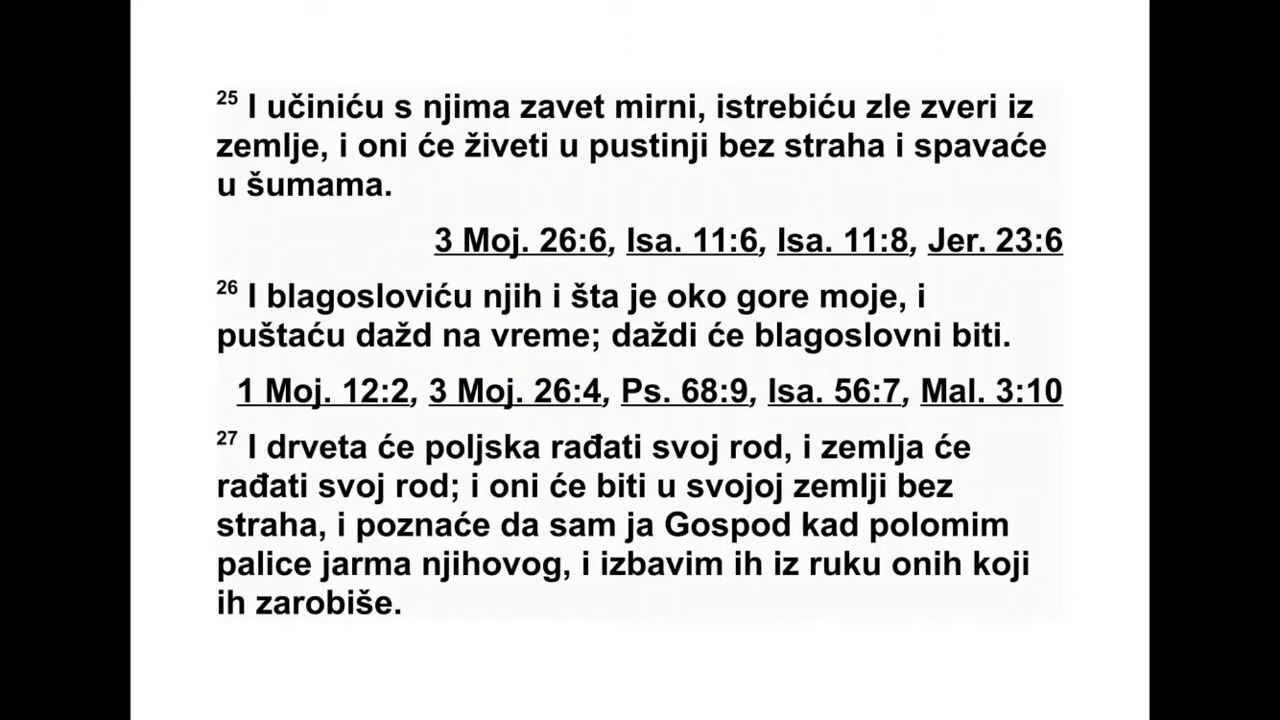 25 I učiniću s njima zavet mirni, istrebiću zle zveri iz
zemlje, i oni će živeti u pustinji bez straha i spavaće
u šumama.
3 Moj. 26:6, Isa. 11:6, Isa. 11:8, Jer. 23:6
26 I blagosloviću njih i šta je oko gore moje, i
puštaću dažd na vreme; daždi će blagoslovni biti.
1 Moj. 12:2, 3 Moj. 26:4, Ps. 68:9, Isa. 56:7, Mal. 3:10
27 I drveta će poljska rađati svoj rod, i zemlja će
rađati svoj rod; i oni će biti u svojoj zemlji bez
straha, i poznaće da sam ja Gospod kad polomim
palice jarma njihovog, i izbavim ih iz ruku onih koji
ih zarobiše.